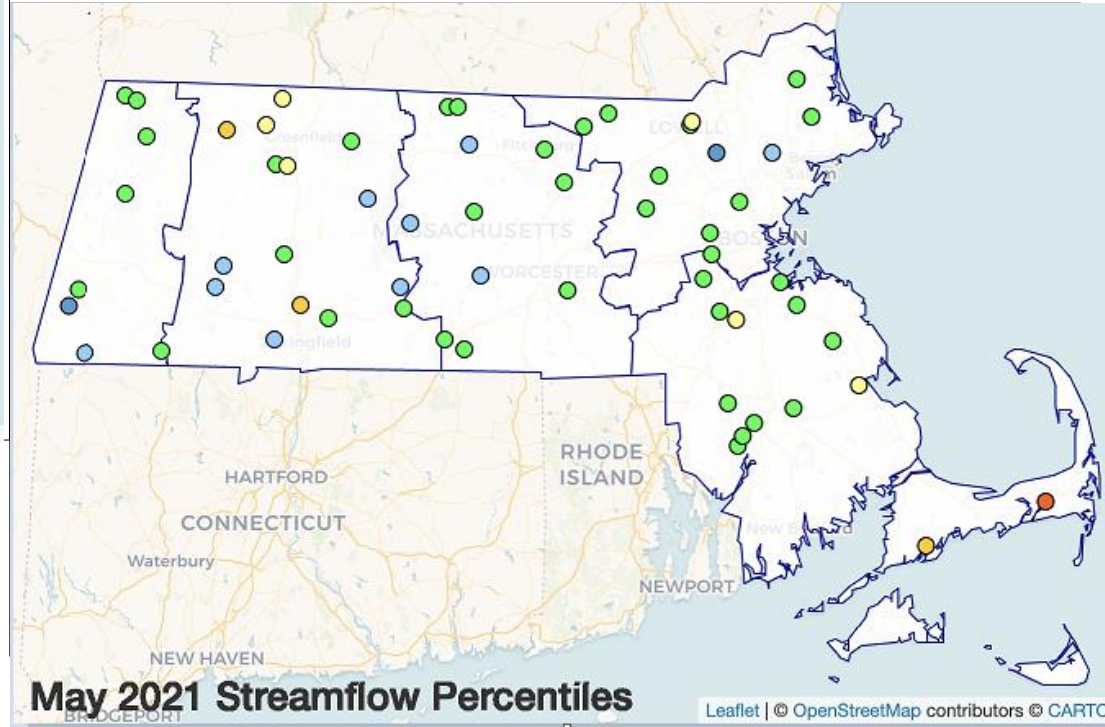 Greenfield
LOWELL
Fitchburg
Salem
MASSACHUSETTS
BOSTON
WORCESTER
Springfield
RHODE
ISLAND
HARTFORD
CONNECTICUT
New Bedford
Waterbury
NEWPORT
NEW HAVEN
May 2021 Streamflow Percentiles
BRIDGEPORT
Leaflet | © OpenStreetMap contributors © CARTO